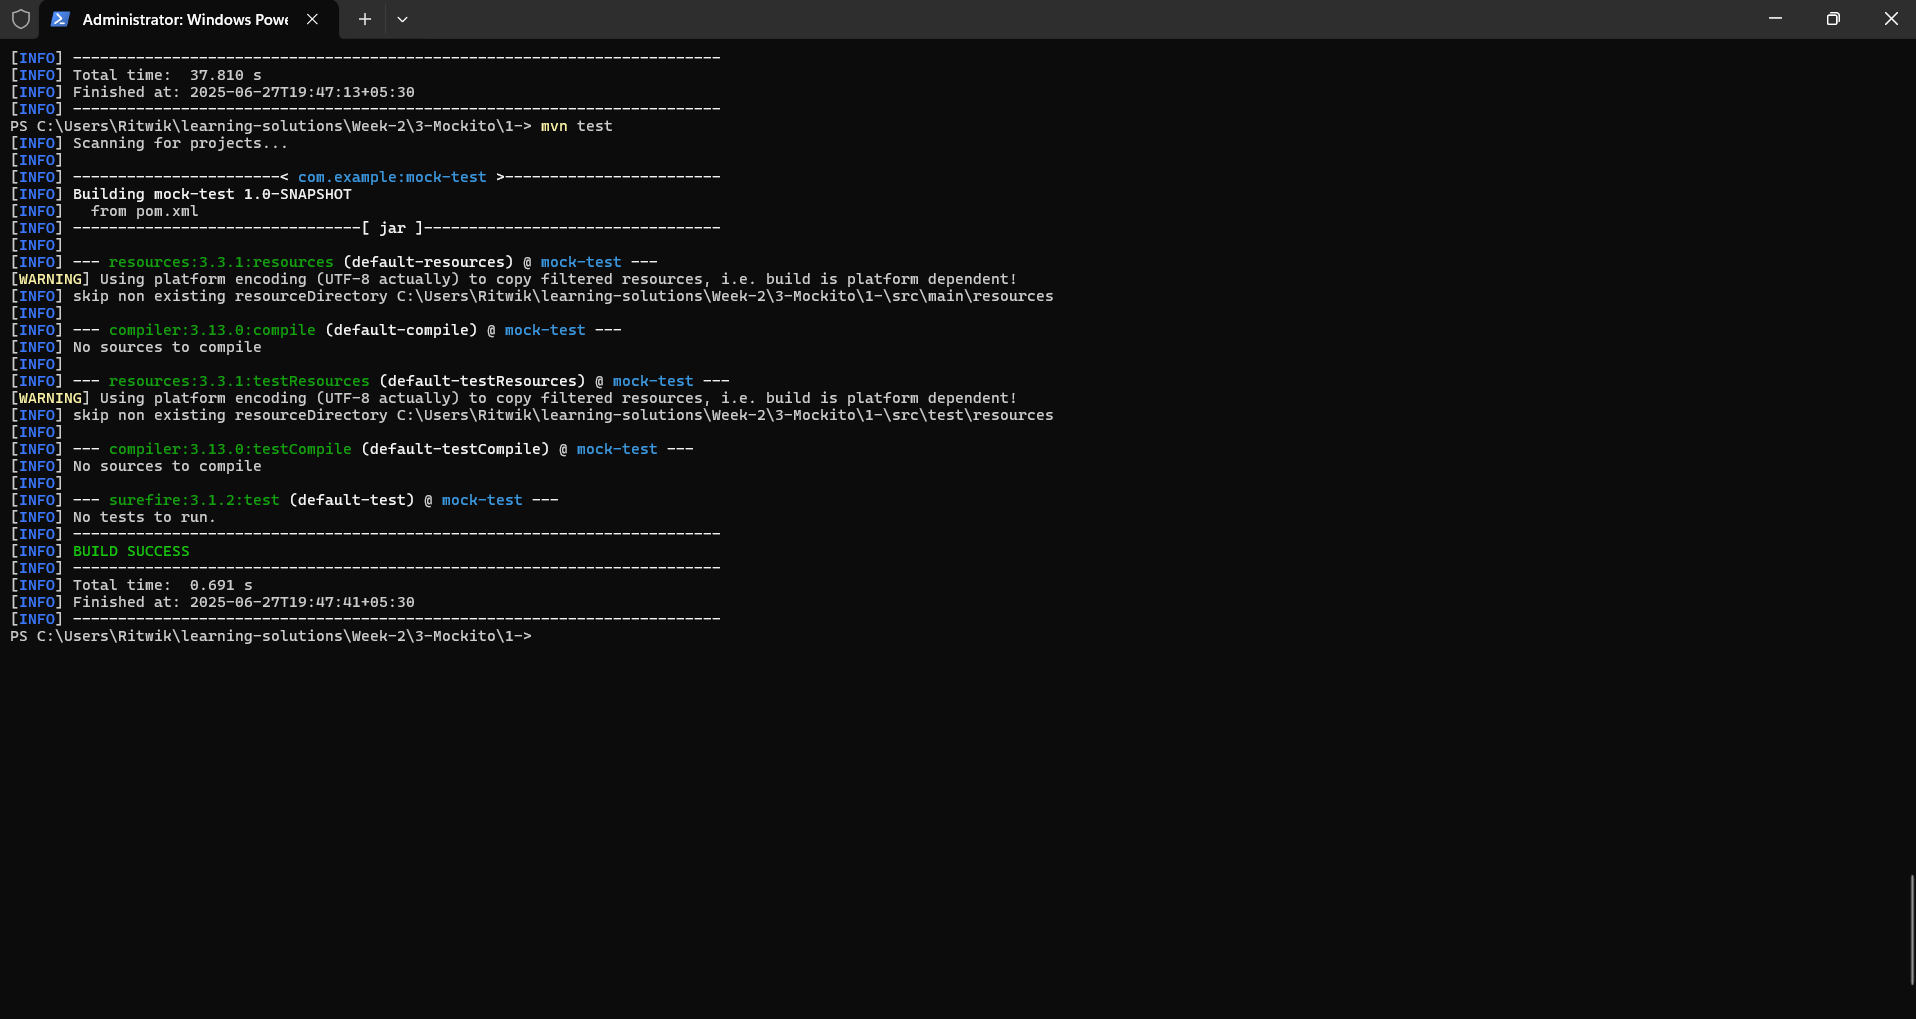 Administrator: Windows Powe
[INFO] ------------------------------------------------------------------------
[INFO] Total time:  37.810 s
[INFO] Finished at: 2025-06-27T19:47:13+05:30
[INFO] ------------------------------------------------------------------------
PS C:\Users\Ritwik\learning-solutions\Week-2\3-Mockito\1-> mvn test
[INFO] Scanning for projects...
[INFO]
[INFO] -----------------------< com.example:mock-test >------------------------
[INFO] Building mock-test 1.0-SNAPSHOT
[INFO]   from pom.xml
[INFO] --------------------------------[ jar ]---------------------------------
[INFO]
[INFO] --- resources:3.3.1:resources (default-resources) @ mock-test ---
[WARNING] Using platform encoding (UTF-8 actually) to copy filtered resources, i.e. build is platform dependent!
[INFO] skip non existing resourceDirectory C:\Users\Ritwik\learning-solutions\Week-2\3-Mockito\1-\src\main\resources
[INFO]
[INFO] --- compiler:3.13.0:compile (default-compile) @ mock-test ---
[INFO] No sources to compile
[INFO]
[INFO] --- resources:3.3.1:testResources (default-testResources) @ mock-test ---
[WARNING] Using platform encoding (UTF-8 actually) to copy filtered resources, i.e. build is platform dependent!
[INFO] skip non existing resourceDirectory C:\Users\Ritwik\learning-solutions\Week-2\3-Mockito\1-\src\test\resources
[INFO]
[INFO] --- compiler:3.13.0:testCompile (default-testCompile) @ mock-test ---
[INFO] No sources to compile
[INFO]
[INFO] --- surefire:3.1.2:test (default-test) @ mock-test ---
[INFO] No tests to run.
[INFO] ------------------------------------------------------------------------
[INFO] BUILD SUCCESS
[INFO] ------------------------------------------------------------------------
[INFO] Total time:  0.691 s
[INFO] Finished at: 2025-06-27T19:47:41+05:30
[INFO] ------------------------------------------------------------------------
PS C:\Users\Ritwik\learning-solutions\Week-2\3-Mockito\1->